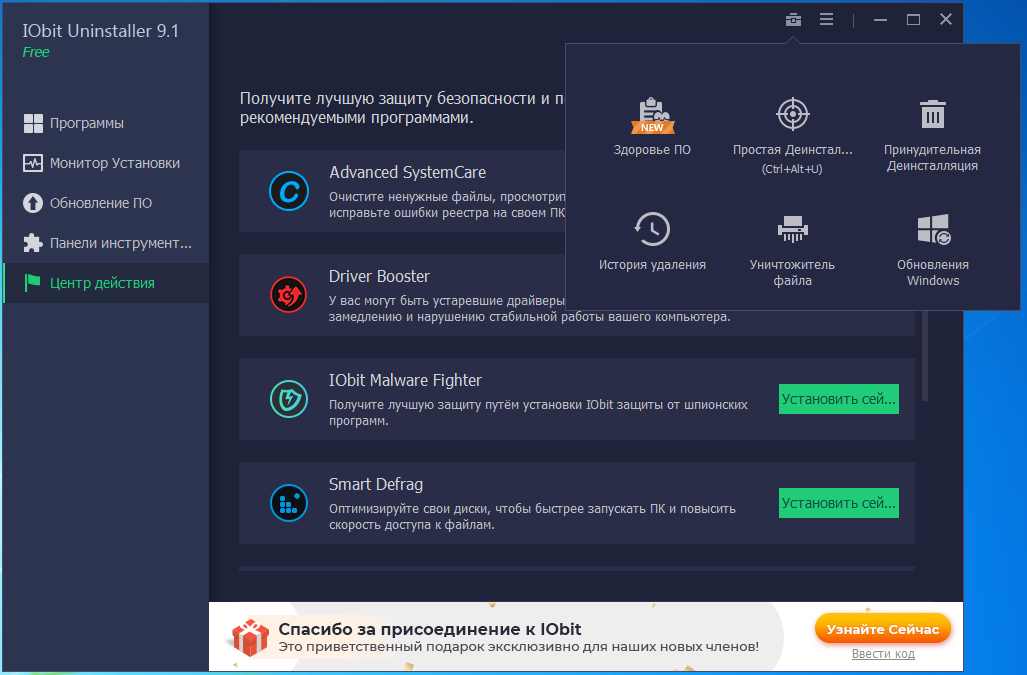 IObit Uninstaller 9.1
Free
Программы
Монитор Установки
Обновление ПО
Панели инструмент...
Центр действия
Получите лучшую защиту безопасности и по
рекомендуемыми программами.
Advanced SystemCare
Очистите ненужные файлы, просмотрит
исправьте ошибки реестра на своем ПК
Driver Booster
У вас могут быть устаревшие драйверы
замедлению и нарушению стабильной работы вашего компьютера.
IObit Malware Fighter
Получите лучшую защиту путём установки IObit защиты от шпионских
программ.
Установить сей...
Smart Defrag
Оптимизируйте свои диски, чтобы быстрее запускать ПК и повысить
скорость доступа к файлам.
Установить сей...
NEW
Здоровье ПО
Простая Деинстал...
(Ctrl+Alt+U)
Принудительная
Деинсталляция
История удаления
Уничтожитель
файла
Обновления
Windows
Спасибо за присоединение к IObit
Это приветственный подарок эксклюзивно для наших новых членов!
Узнайте Сейчас
Ввести код